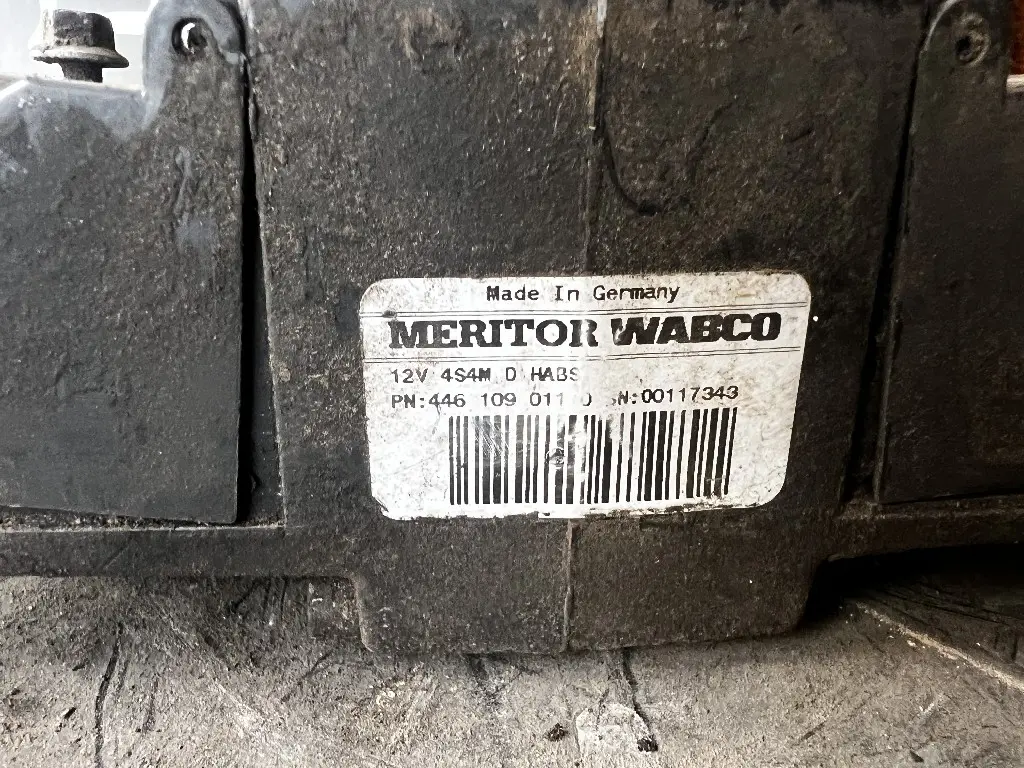 Made In Germany
MERITOR WABCO
12V 4S4M D HABS
PN:446 109 011 0 SN:00117343